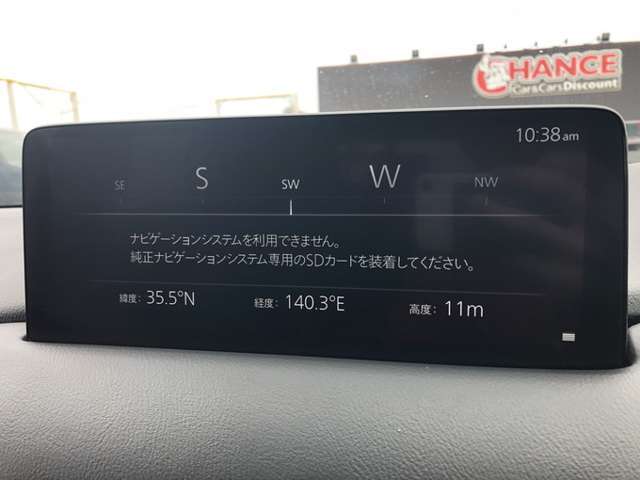 CHANCE
Cars&Cars Discount
10:38am
SE S SW W NW
ナビゲーションシステムを利用できません。
純正ナビゲーションシステム専用のSDカードを装着してください。
緯度: 35.5°N 経度: 140.3°E 高度: 11m